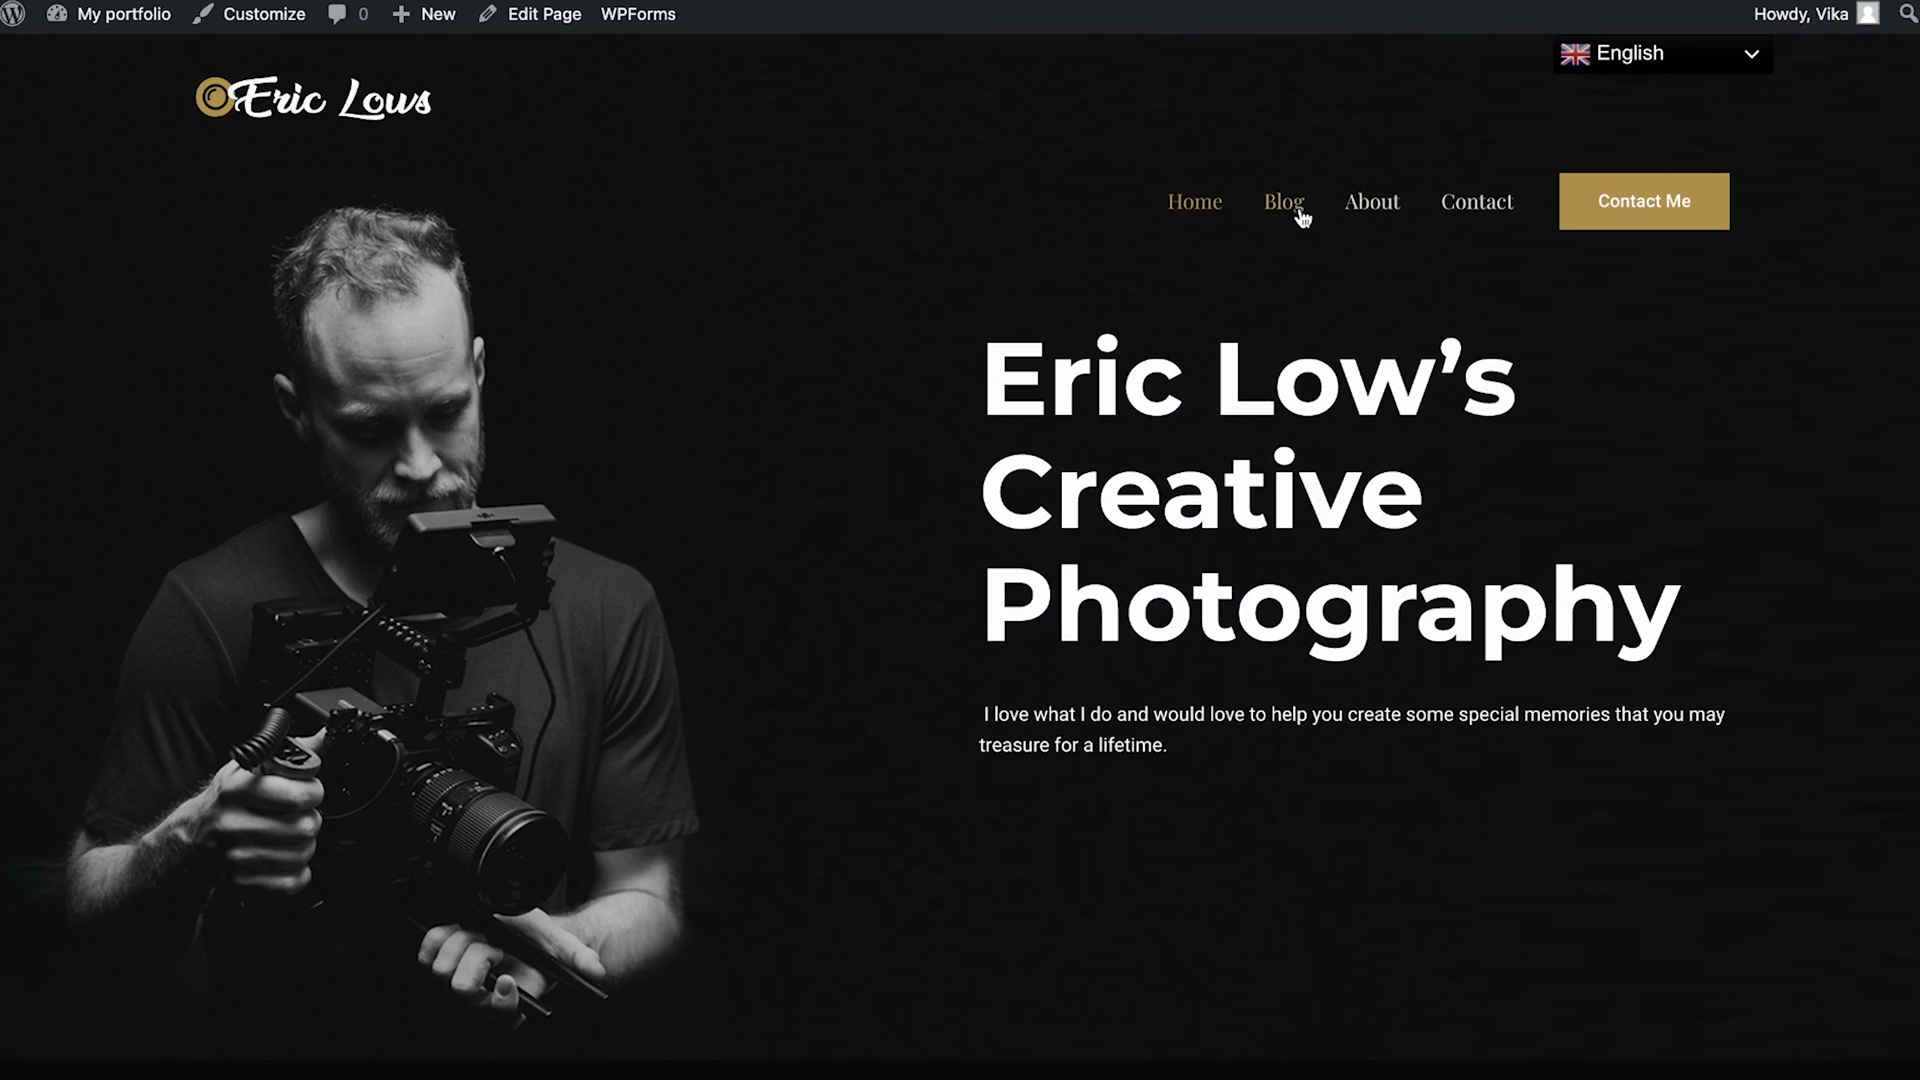 My portfolio Customize 0 New Edit Page WPForms Howdy, Vika
English
Eric Lows
Home Blog About Contact Contact Me
Eric Low’s
Creative
Photography
I love what I do and would love to help you create some special memories that you may
treasure for a lifetime.